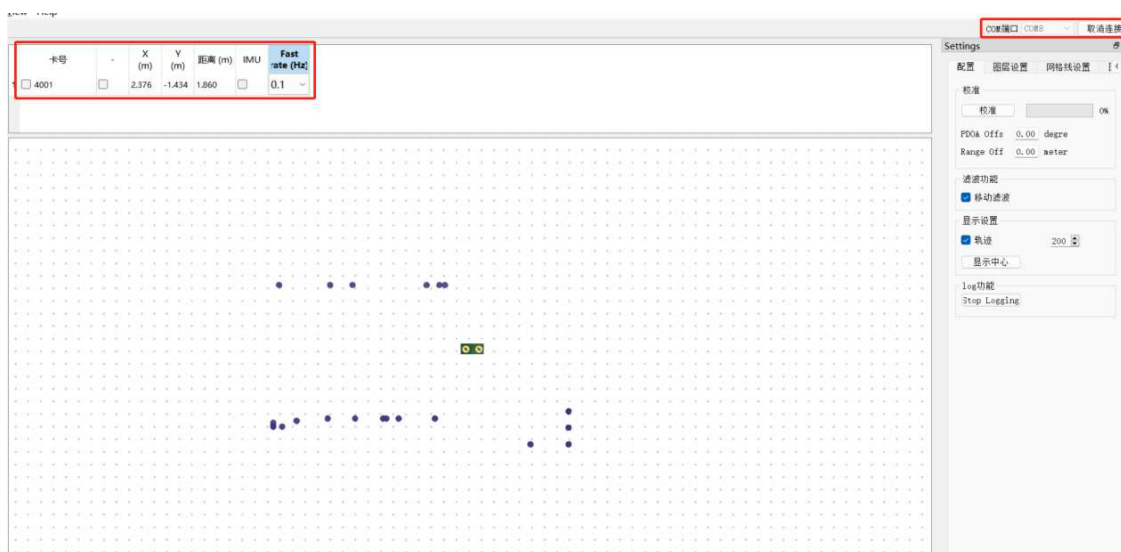 Help
COM端口 COM8 取消连接
Settings
卡号 - X (m) Y (m) 距离 (m) IMU Fast rate (Hz)
4001 2.376 -1.434 1.860 0.1
配置 图层设置 网格线设置
校准
校准 0%
PDOA Offs 0.00 degre
Range Off 0.00 meter
滤波功能
移动滤波
显示设置
轨迹 200
显示中心
log功能
Stop Logging